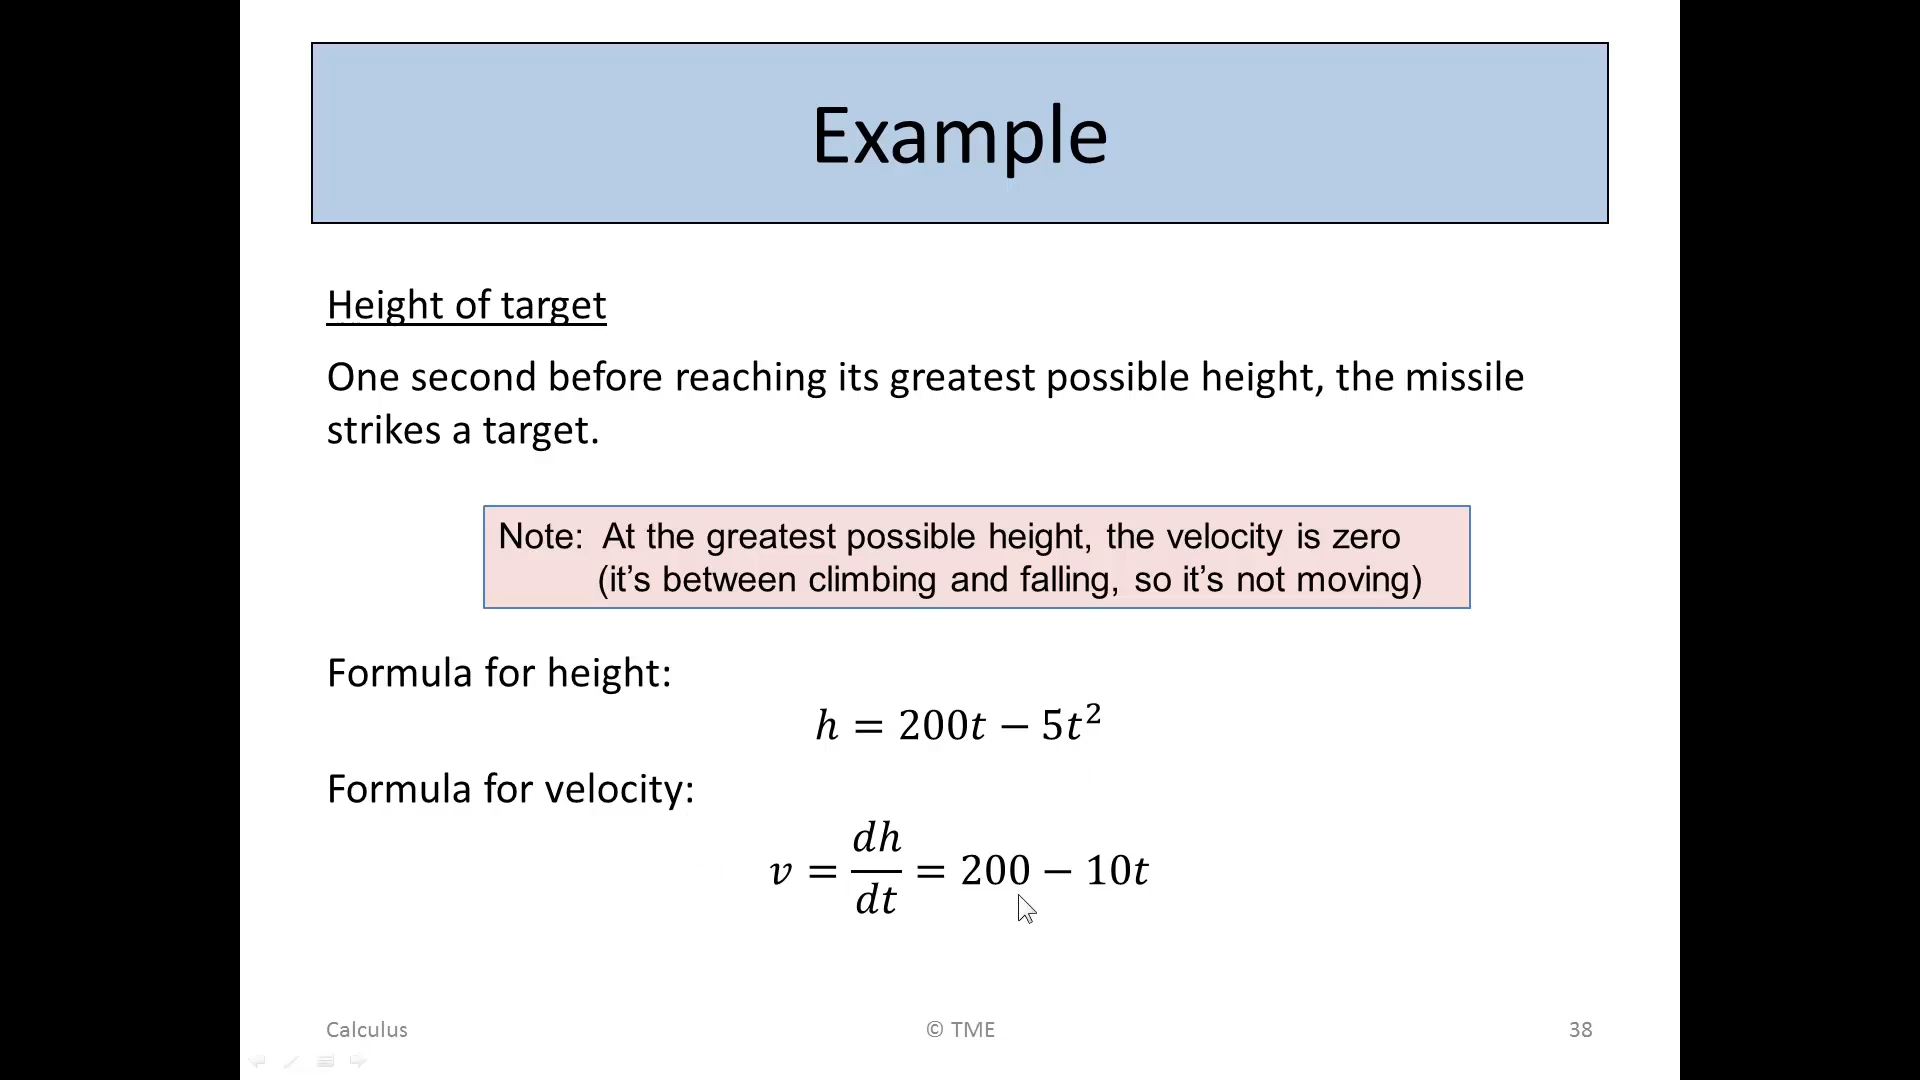 Example
Height of target
One second before reaching its greatest possible height, the missile
strikes a target.
Note: At the greatest possible height, the velocity is zero
(it’s between climbing and falling, so it’s not moving)
Formula for height:
h = 200t − 5t²
Formula for velocity:
v = dh/dt = 200 − 10t
Calculus © TME 38